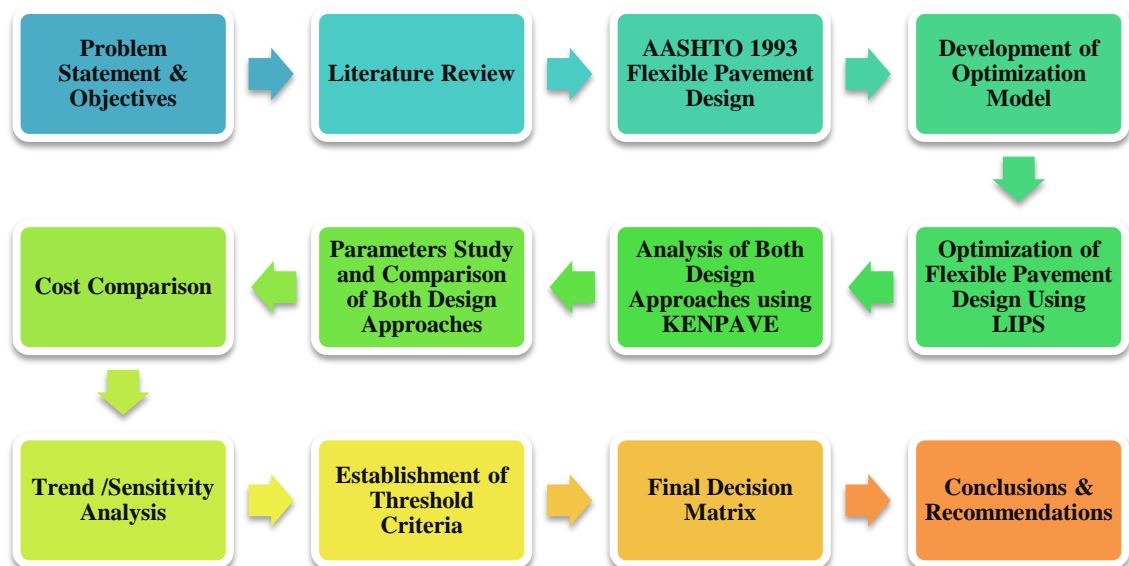 Problem
Statement &
Objectives
Literature Review
AASHTO 1993
Flexible Pavement
Design
Development of
Optimization
Model
Optimization of
Flexible Pavement
Design Using
LIPS
Analysis of Both
Design
Approaches using
KENPAVE
Parameters Study
and Comparison
of Both Design
Approaches
Cost Comparison
Trend /Sensitivity
Analysis
Establishment of
Threshold
Criteria
Final Decision
Matrix
Conclusions &
Recommendations